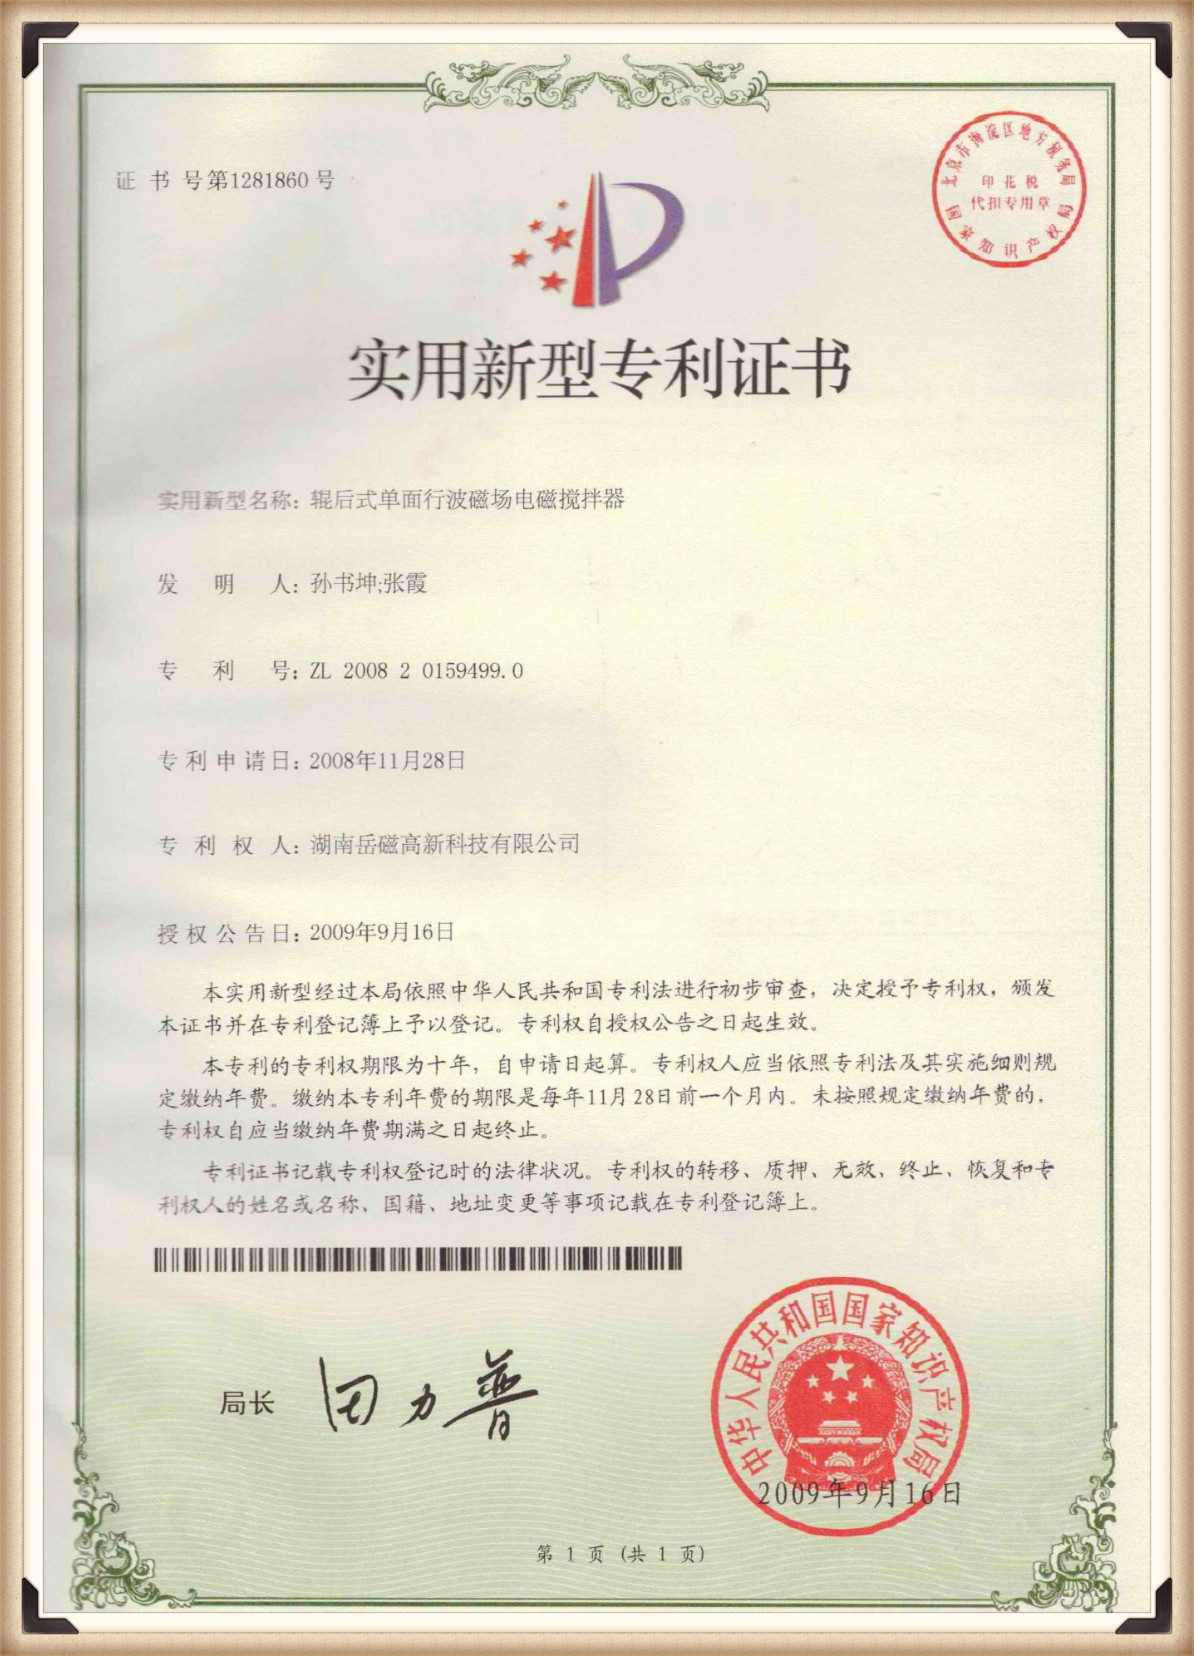 证 书 号第1281860 号
北京市海淀区地方税务局
印花税
代扣专用章
国家知识产权局
实用新型专利证书
实用新型名称: 辊后式单面行波磁场电磁搅拌器
发 明 人: 孙书坤;张霞
专 利 号: ZL 2008 2 0159499.0
专利申请日: 2008年11月28日
专 利 权 人: 湖南岳磁高新科技有限公司
授权公告日: 2009年9月16日
本实用新型经过本局依照中华人民共和国专利法进行初步审查，决定授予专利权，颁发
本证书并在专利登记簿上予以登记。专利权自授权公告之日起生效。
本专利的专利权期限为十年，自申请日起算。专利权人应当依照专利法及其实施细则规
定缴纳年费。缴纳本专利年费的期限是每年11月28日前一个月内。未按照规定缴纳年费的，
专利权自应当缴纳年费期满之日起终止。
专利证书记载专利权登记时的法律状况。专利权的转移、质押、无效、终止、恢复和专
利权人的姓名或名称、国籍、地址变更等事项记载在专利登记簿上。
局长 田力普
中华人民共和国国家知识产权局
2009年9月16日
第 1 页 (共 1 页)